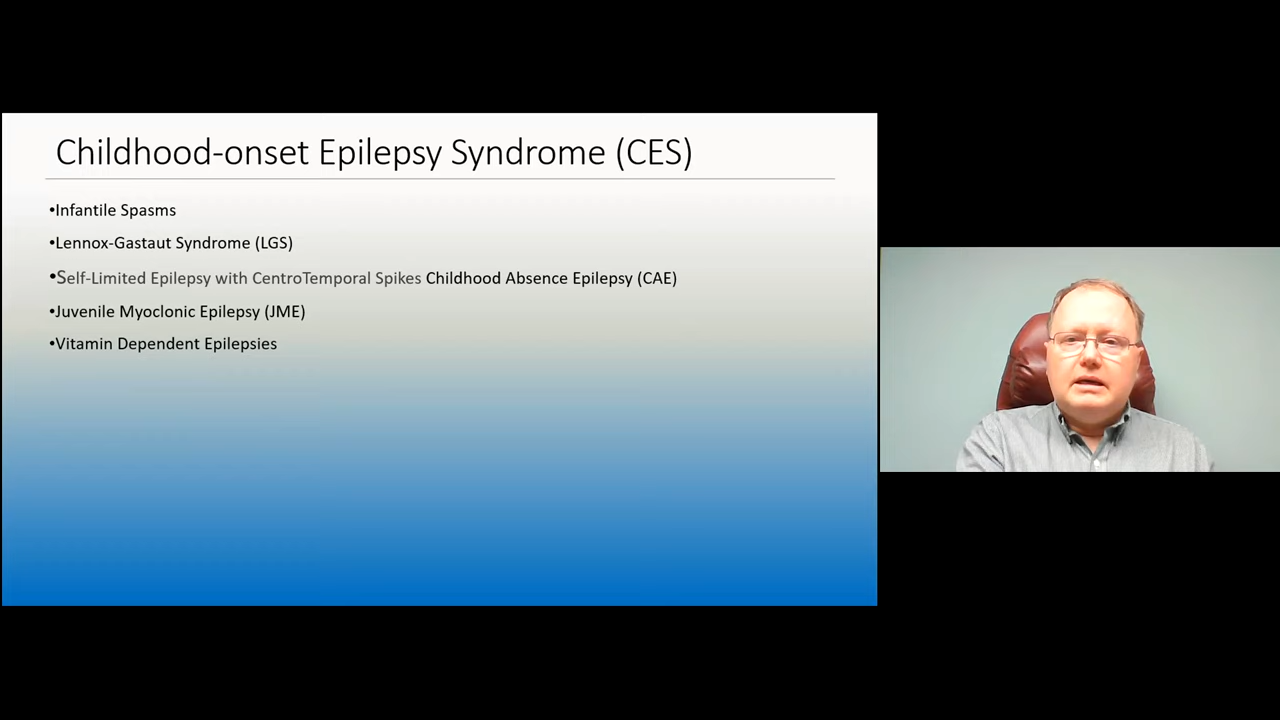 Childhood-onset Epilepsy Syndrome (CES)
•Infantile Spasms
•Lennox-Gastaut Syndrome (LGS)
•Self-Limited Epilepsy with CentroTemporal Spikes Childhood Absence Epilepsy (CAE)
•Juvenile Myoclonic Epilepsy (JME)
•Vitamin Dependent Epilepsies